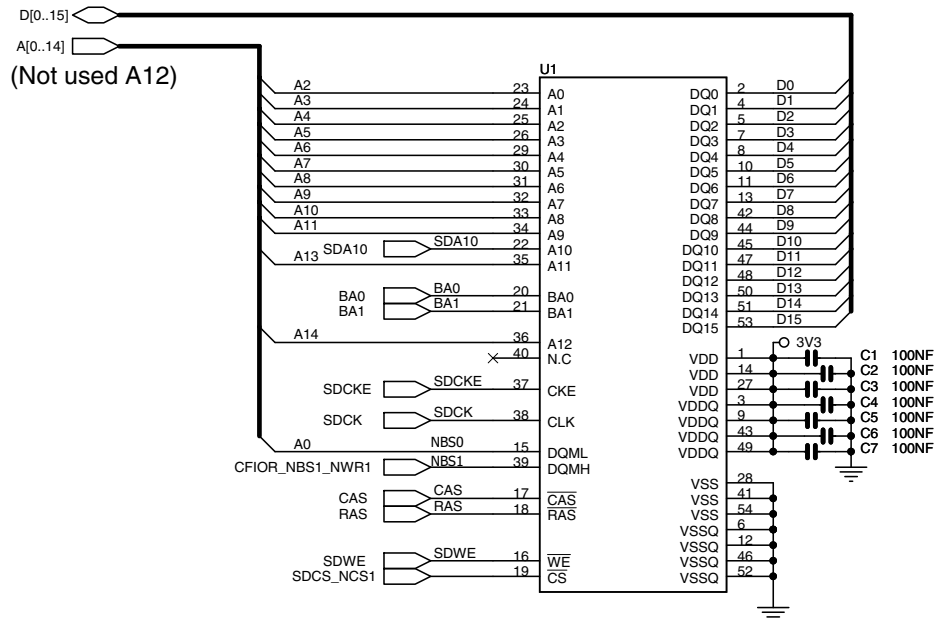 D[0..15]
A[0..14]
(Not used A12)
U1
A2 23 A0 DQ0 2 D0
A3 24 A1 DQ1 4 D1
A4 25 A2 DQ2 5 D2
A5 26 A3 DQ3 7 D3
A6 29 A4 DQ4 8 D4
A7 30 A5 DQ5 10 D5
A8 31 A6 DQ6 11 D6
A9 32 A7 DQ7 13 D7
A10 33 A8 DQ8 42 D8
A11 34 A9 DQ9 44 D9
SDA10 SDA10 22 A10 DQ10 45 D10
A13 35 A11 DQ11 47 D11
DQ12 48 D12
BA0 BA0 20 BA0 DQ13 50 D13
BA1 BA1 21 BA1 DQ14 51 D14
DQ15 53 D15
A14 36 A12 3V3
40 N.C VDD 1 C1 100NF
VDD 14 C2 100NF
SDCKE SDCKE 37 CKE VDD 27 C3 100NF
VDDQ 3 C4 100NF
SDCK SDCK 38 CLK VDDQ 9 C5 100NF
VDDQ 43 C6 100NF
A0 NBS0 15 DQML VDDQ 49 C7 100NF
CFIOR_NBS1_NWR1 NBS1 39 DQMH
VSS 28
CAS CAS 17 CAS VSS 41
RAS RAS 18 RAS VSS 54
VSSQ 6
VSSQ 12
SDWE SDWE 16 WE VSSQ 46
SDCS_NCS1 19 CS VSSQ 52